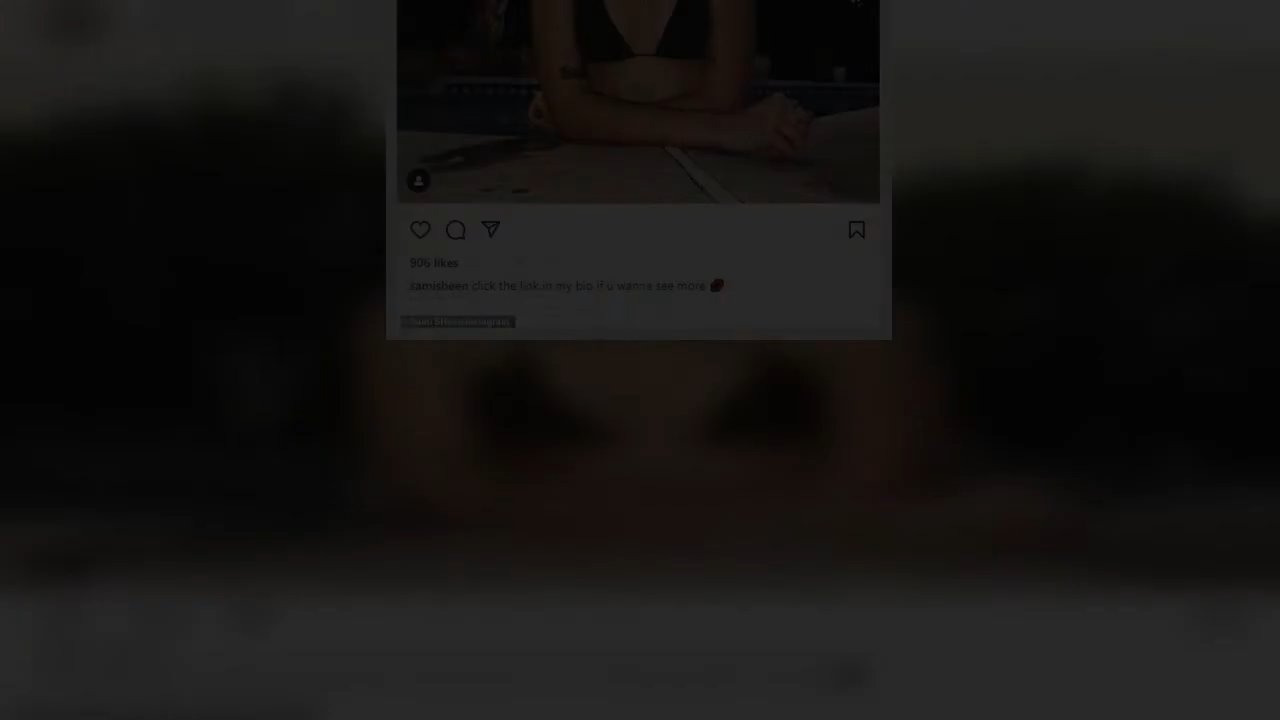 906 likes
samisheen click the link in my bio if u wanna see more